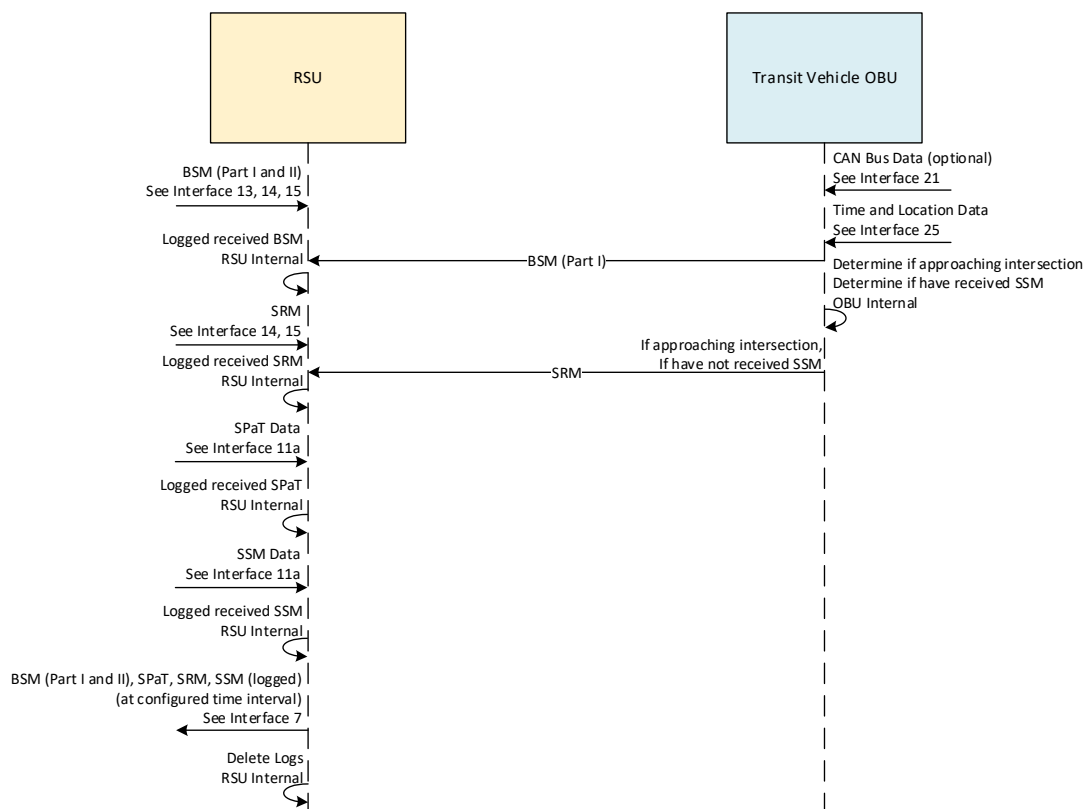 RSU
Transit Vehicle OBU
BSM (Part I and II)
See Interface 13, 14, 15
CAN Bus Data (optional)
See Interface 21
Time and Location Data
See Interface 25
Logged received BSM
RSU Internal
BSM (Part I)
Determine if approaching intersection
Determine if have received SSM
OBU Internal
SRM
See Interface 14, 15
If approaching intersection,
If have not received SSM
SRM
Logged received SRM
RSU Internal
SPaT Data
See Interface 11a
Logged received SPaT
RSU Internal
SSM Data
See Interface 11a
Logged received SSM
RSU Internal
BSM (Part I and II), SPaT, SRM, SSM (logged)
(at configured time interval)
See Interface 7
Delete Logs
RSU Internal